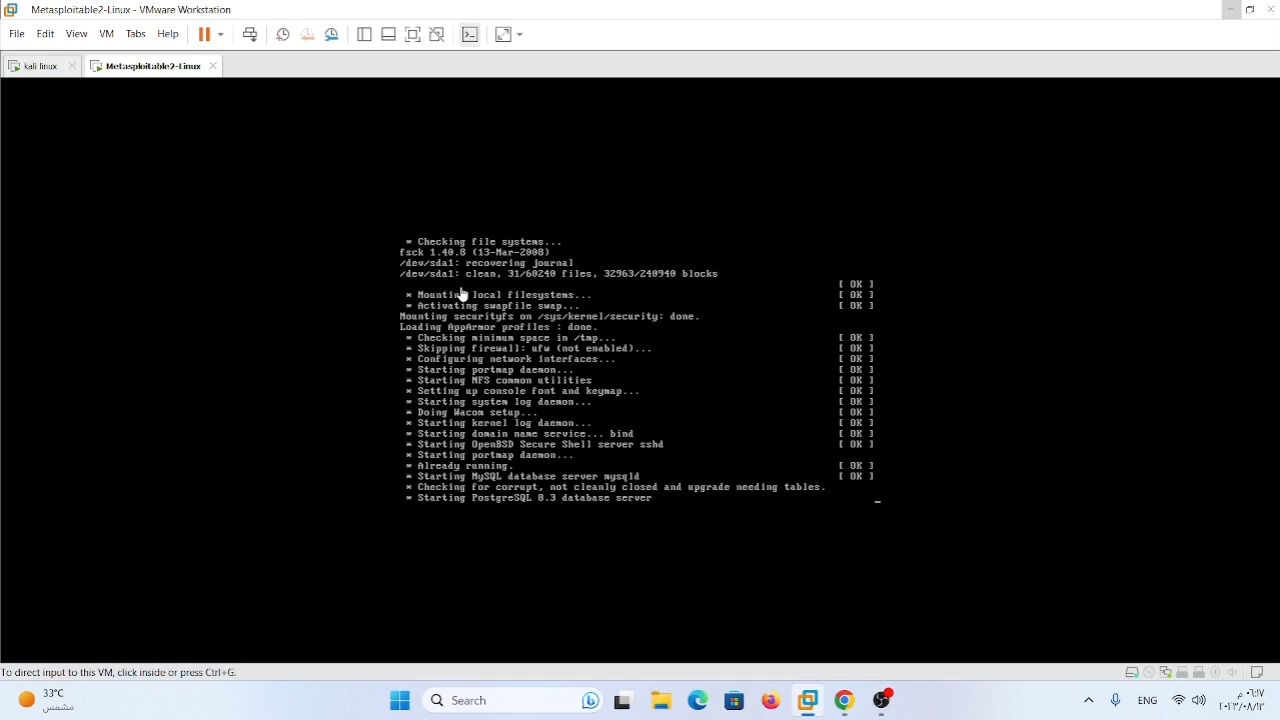 Metasploitable2-Linux - VMware Workstation
File Edit View VM Tabs Help
kali linux Metasploitable2-Linux
* Checking file systems...
fsck 1.40.8 (13-Mar-2008)
/dev/sda1: recovering journal
/dev/sda1: clean, 31/60240 files, 32963/240940 blocks
[ OK ]
* Mounting local filesystems... [ OK ]
* Activating swapfile swap... [ OK ]
Mounting securityfs on /sys/kernel/security: done.
Loading AppArmor profiles : done.
* Checking minimum space in /tmp... [ OK ]
* Skipping firewall: ufw (not enabled)... [ OK ]
* Configuring network interfaces... [ OK ]
* Starting portmap daemon... [ OK ]
* Starting NFS common utilities [ OK ]
* Setting up console font and keymap... [ OK ]
* Starting system log daemon... [ OK ]
* Doing Wacom setup... [ OK ]
* Starting kernel log daemon... [ OK ]
* Starting domain name service... bind [ OK ]
* Starting OpenBSD Secure Shell server sshd [ OK ]
* Starting portmap daemon...
* Already running. [ OK ]
* Starting MySQL database server mysqld [ OK ]
* Checking for corrupt, not cleanly closed and upgrade needing tables.
* Starting PostgreSQL 8.3 database server _
To direct input to this VM, click inside or press Ctrl+G.
33°C
مشمس
Search
ENG